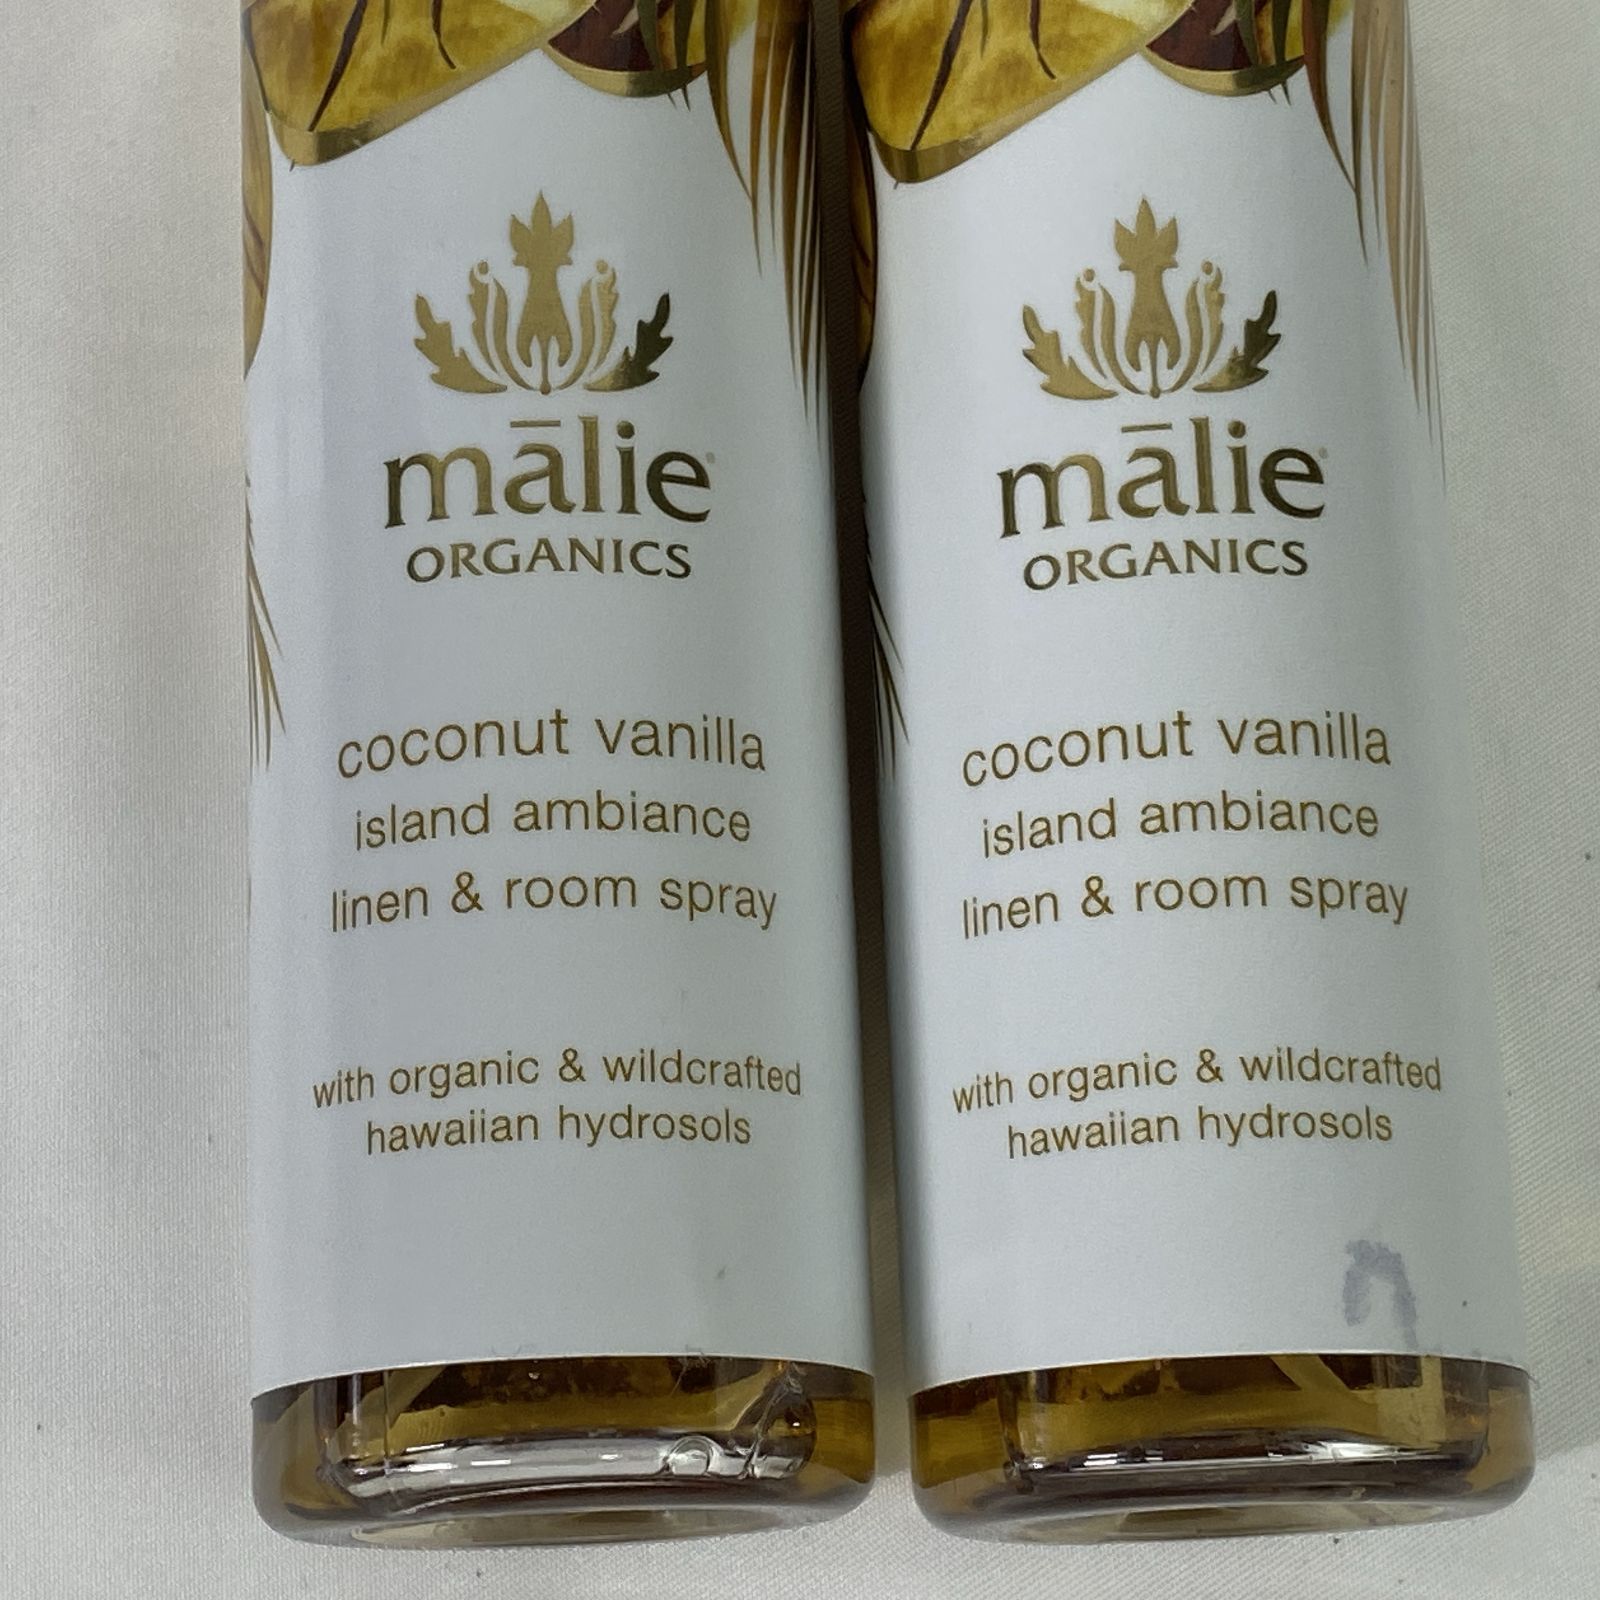 mālie
ORGANICS
coconut vanilla
island ambiance
linen & room spray
with organic & wildcrafted
hawaiian hydrosols
mālie
ORGANICS
coconut vanilla
island ambiance
linen & room spray
with organic & wildcrafted
hawaiian hydrosols